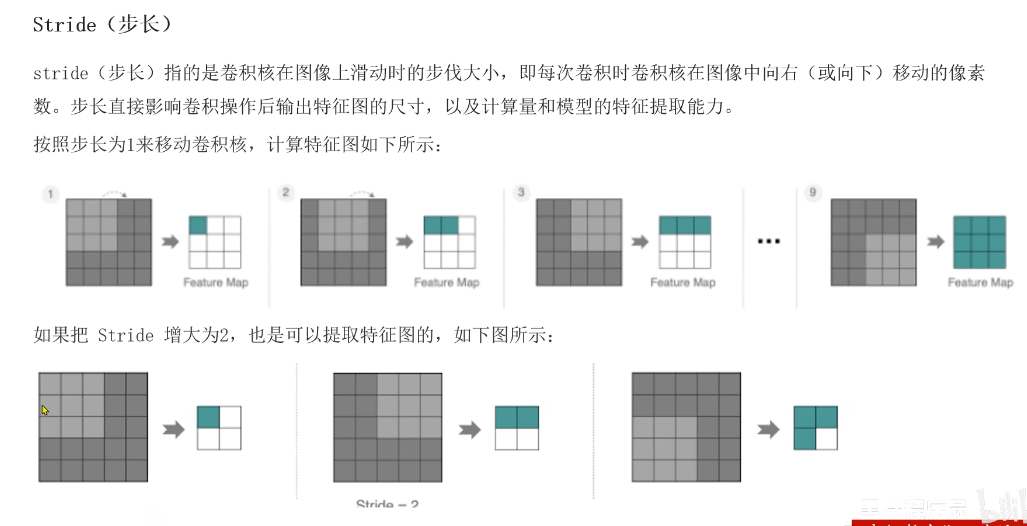 Stride（步长）
stride（步长）指的是卷积核在图像上滑动时的步伐大小，即每次卷积时卷积核在图像中向右（或向下）移动的像素
数。步长直接影响卷积操作后输出特征图的尺寸，以及计算量和模型的特征提取能力。
按照步长为1来移动卷积核，计算特征图如下所示：
1
2
3
...
9
Feature Map
Feature Map
Feature Map
Feature Map
如果把 Stride 增大为2，也是可以提取特征图的，如下图所示：
Stride = 2
bilibili